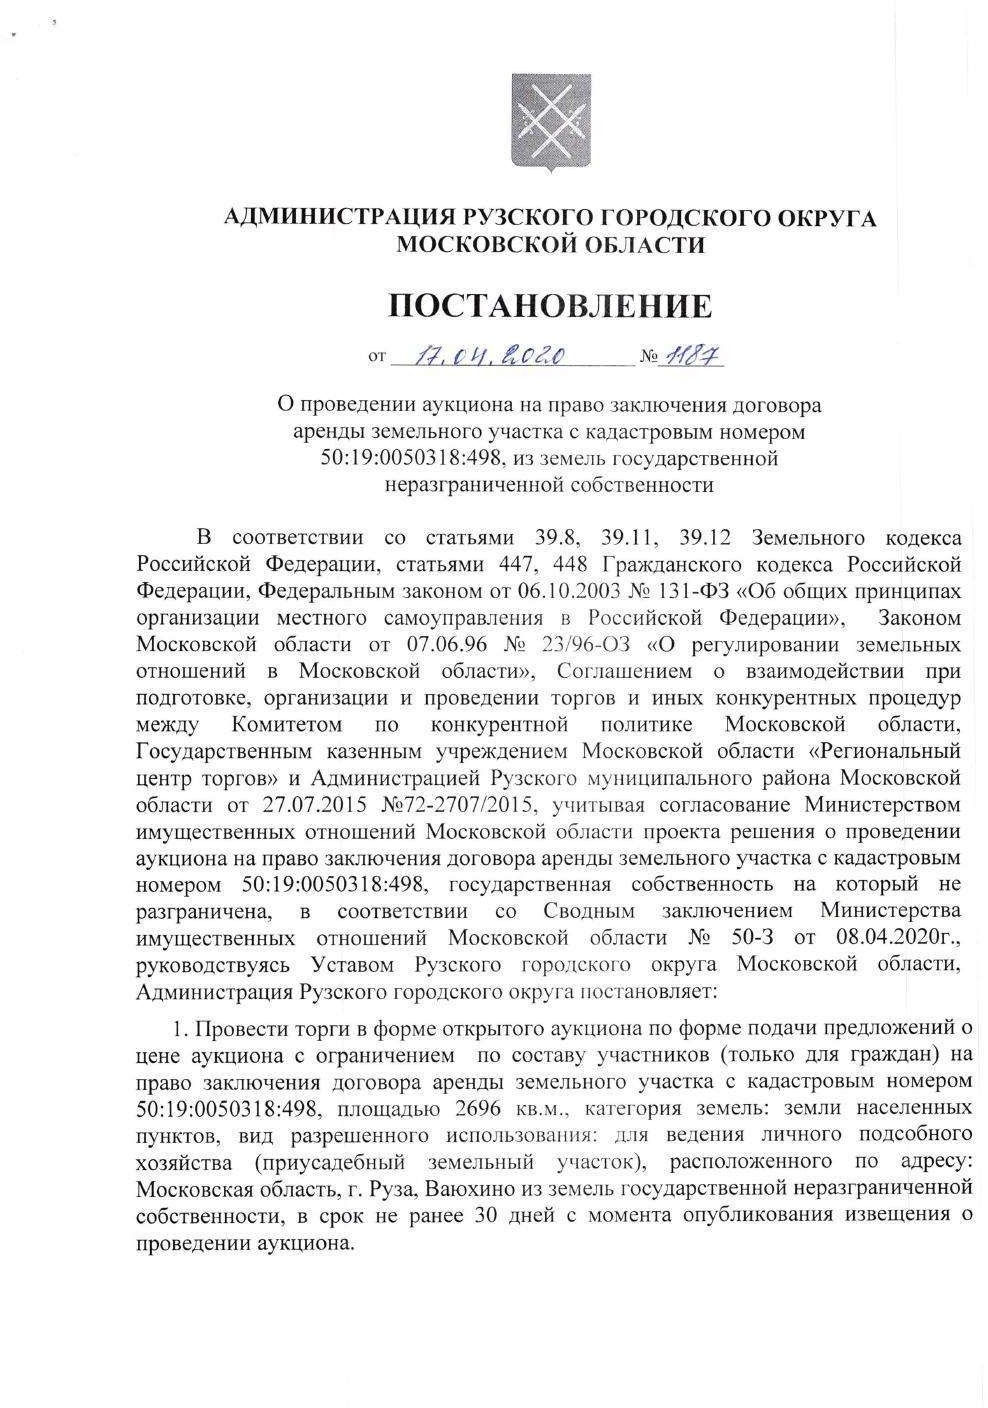 АДМИНИСТРАЦИЯ РУЗСКОГО ГОРОДСКОГО ОКРУГА
МОСКОВСКОЙ ОБЛАСТИ
ПОСТАНОВЛЕНИЕ
от 17.04.2020 № 1187
О проведении аукциона на право заключения договора
аренды земельного участка с кадастровым номером
50:19:0050318:498, из земель государственной
неразграниченной собственности
В соответствии со статьями 39.8, 39.11, 39.12 Земельного кодекса
Российской Федерации, статьями 447, 448 Гражданского кодекса Российской
Федерации, Федеральным законом от 06.10.2003 № 131-ФЗ «Об общих принципах
организации местного самоуправления в Российской Федерации», Законом
Московской области от 07.06.96 № 23/96-ОЗ «О регулировании земельных
отношений в Московской области», Соглашением о взаимодействии при
подготовке, организации и проведении торгов и иных конкурентных процедур
между Комитетом по конкурентной политике Московской области,
Государственным казенным учреждением Московской области «Региональный
центр торгов» и Администрацией Рузского муниципального района Московской
области от 27.07.2015 №72-2707/2015, учитывая согласование Министерством
имущественных отношений Московской области проекта решения о проведении
аукциона на право заключения договора аренды земельного участка с кадастровым
номером 50:19:0050318:498, государственная собственность на который не
разграничена, в соответствии со Сводным заключением Министерства
имущественных отношений Московской области № 50-З от 08.04.2020г.,
руководствуясь Уставом Рузского городского округа Московской области,
Администрация Рузского городского округа постановляет:
1. Провести торги в форме открытого аукциона по форме подачи предложений о
цене аукциона с ограничением по составу участников (только для граждан) на
право заключения договора аренды земельного участка с кадастровым номером
50:19:0050318:498, площадью 2696 кв.м., категория земель: земли населенных
пунктов, вид разрешенного использования: для ведения личного подсобного
хозяйства (приусадебный земельный участок), расположенного по адресу:
Московская область, г. Руза, Ваюхино из земель государственной неразграниченной
собственности, в срок не ранее 30 дней с момента опубликования извещения о
проведении аукциона.